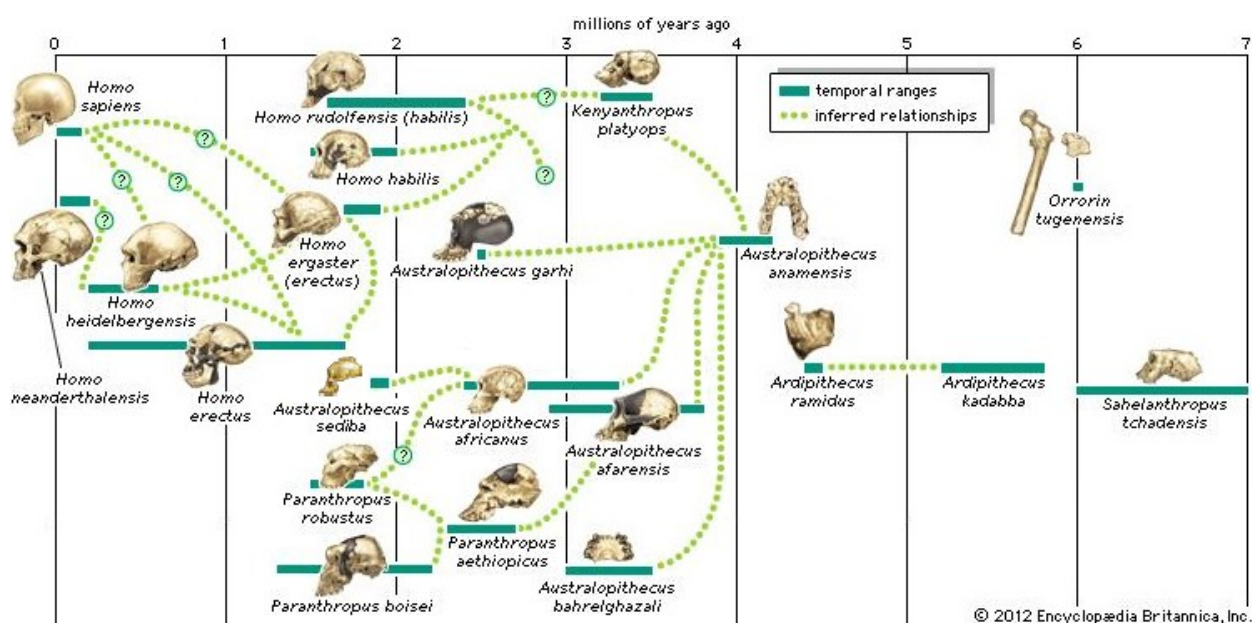 millions of years ago
0 1 2 3 4 5 6 7
Homo
sapiens
Homo rudolfensis (habilis)
Kenyanthropus
platyops
temporal ranges
inferred relationships
?
?
?
?
?
?
Homo habilis
Orrorin
tugenensis
Homo
ergaster
(erectus)
Australopithecus garhi
Australopithecus
anamensis
Homo
heidelbergensis
Homo
neanderthalensis
Homo
erectus
Australopithecus
sediba
Australopithecus
africanus
Australopithecus
afarensis
Ardipithecus
ramidus
Ardipithecus
kadabba
Sahelanthropus
tchadensis
?
Paranthropus
robustus
Paranthropus
aethiopicus
Paranthropus boisei
Australopithecus
bahrelghazali
© 2012 Encyclopædia Britannica, Inc.